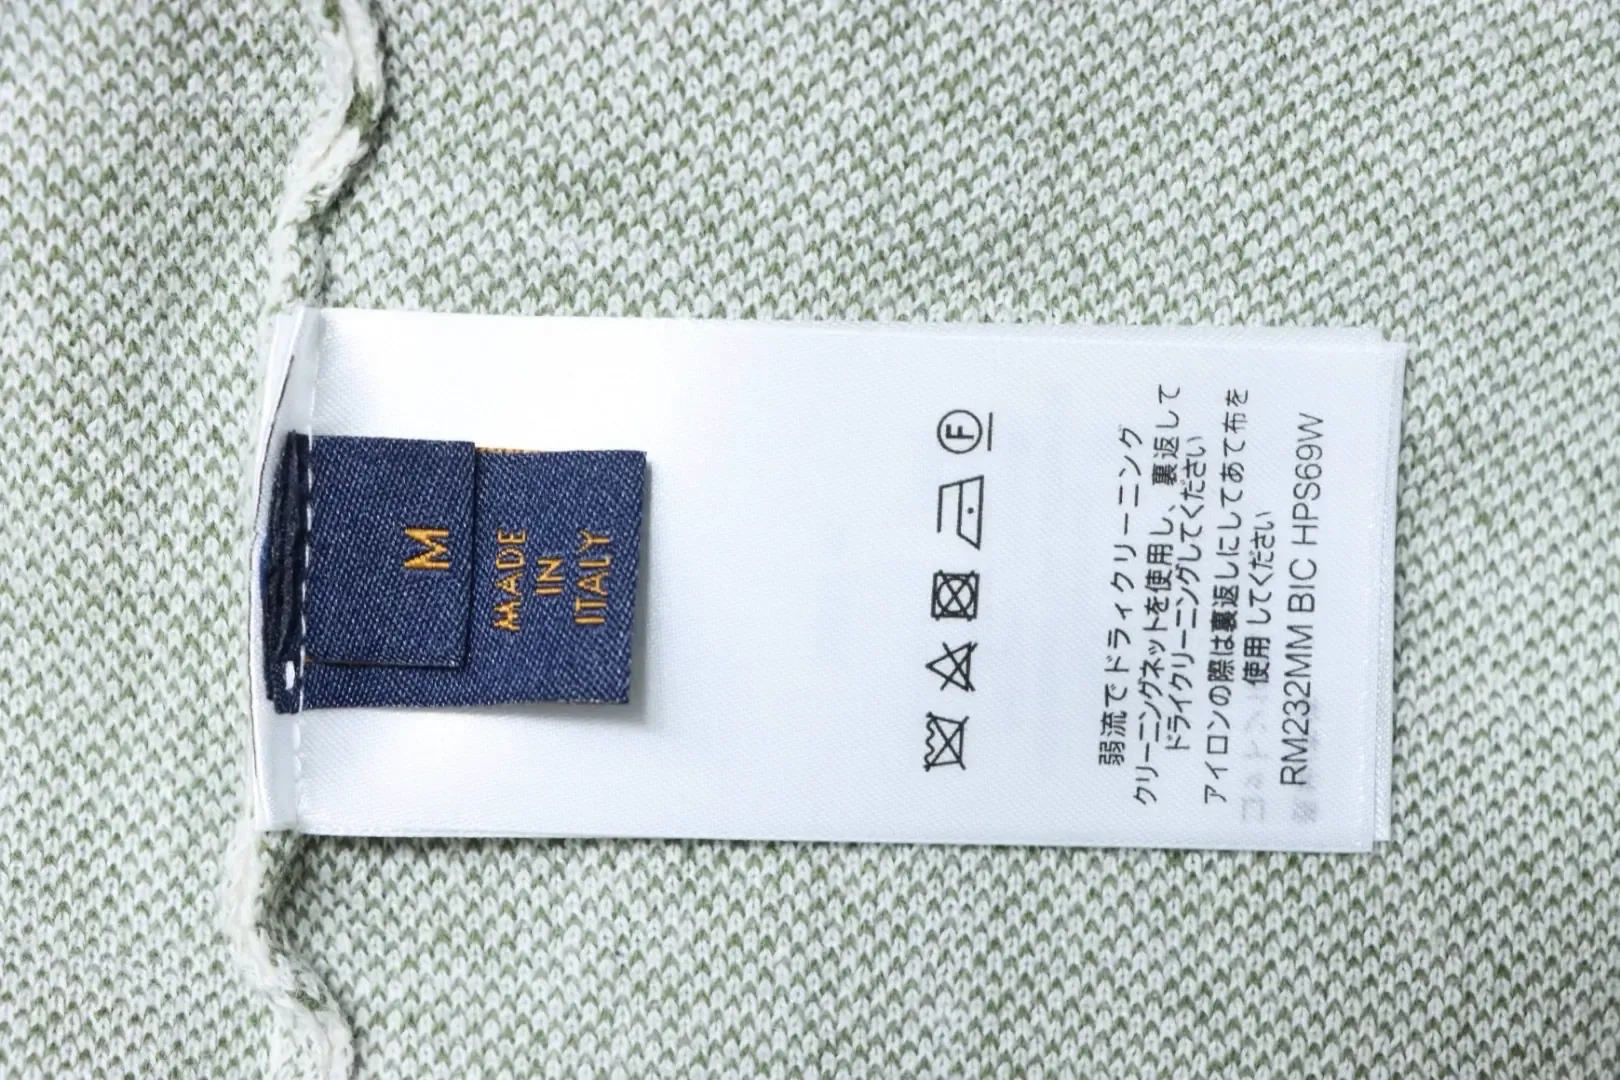 M
MADE
IN
ITALY
F
弱流でドライクリーニング
クリーニングネットを使用し、裏返して
ドライクリーニングしてください
アイロンの際は裏返しにしてあて布を
使用してください
RM232MM BIC HPS69W